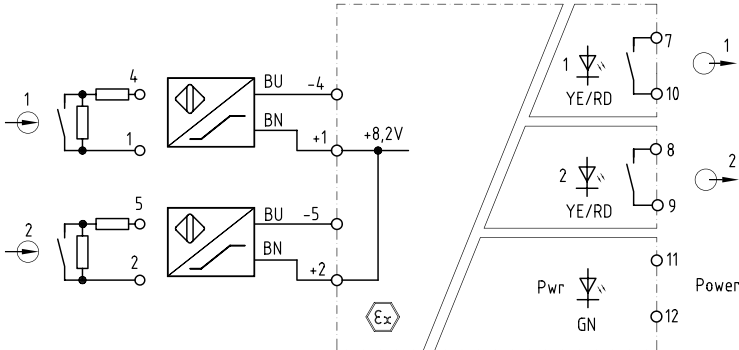 1
4
1
BU
-4
BN
+1
+8,2V
1
YE/RD
7
10
1
2
5
2
BU
-5
BN
+2
2
YE/RD
8
9
2
Ex
Pwr
GN
11
12
Power